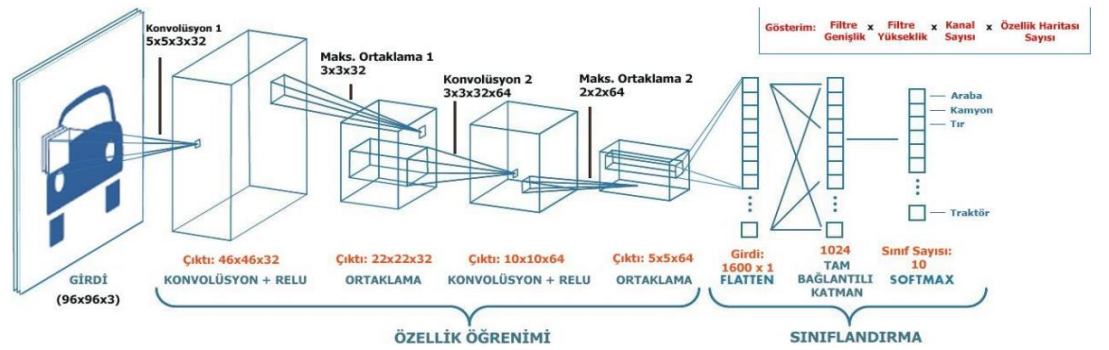 Konvolüsyon 1
5x5x3x32
Maks. Ortaklama 1
3x3x32
Konvolüsyon 2
3x3x32x64
Maks. Ortaklama 2
2x2x64
Gösterim: Filtre Genişlik x Filtre Yükseklik x Kanal Sayısı x Özellik Haritası Sayısı
Araba
Kamyon
Tır
Traktör
GİRDİ
(96x96x3)
Çıktı: 46x46x32
KONVOLÜSYON + RELU
Çıktı: 22x22x32
ORTAKLAMA
Çıktı: 10x10x64
KONVOLÜSYON + RELU
Çıktı: 5x5x64
ORTAKLAMA
Girdi:
1600 x 1
FLATTEN
1024
TAM
BAĞLANTILI
KATMAN
Sınıf Sayısı:
10
SOFTMAX
ÖZELLİK ÖĞRENİMİ
SINIFLANDIRMA